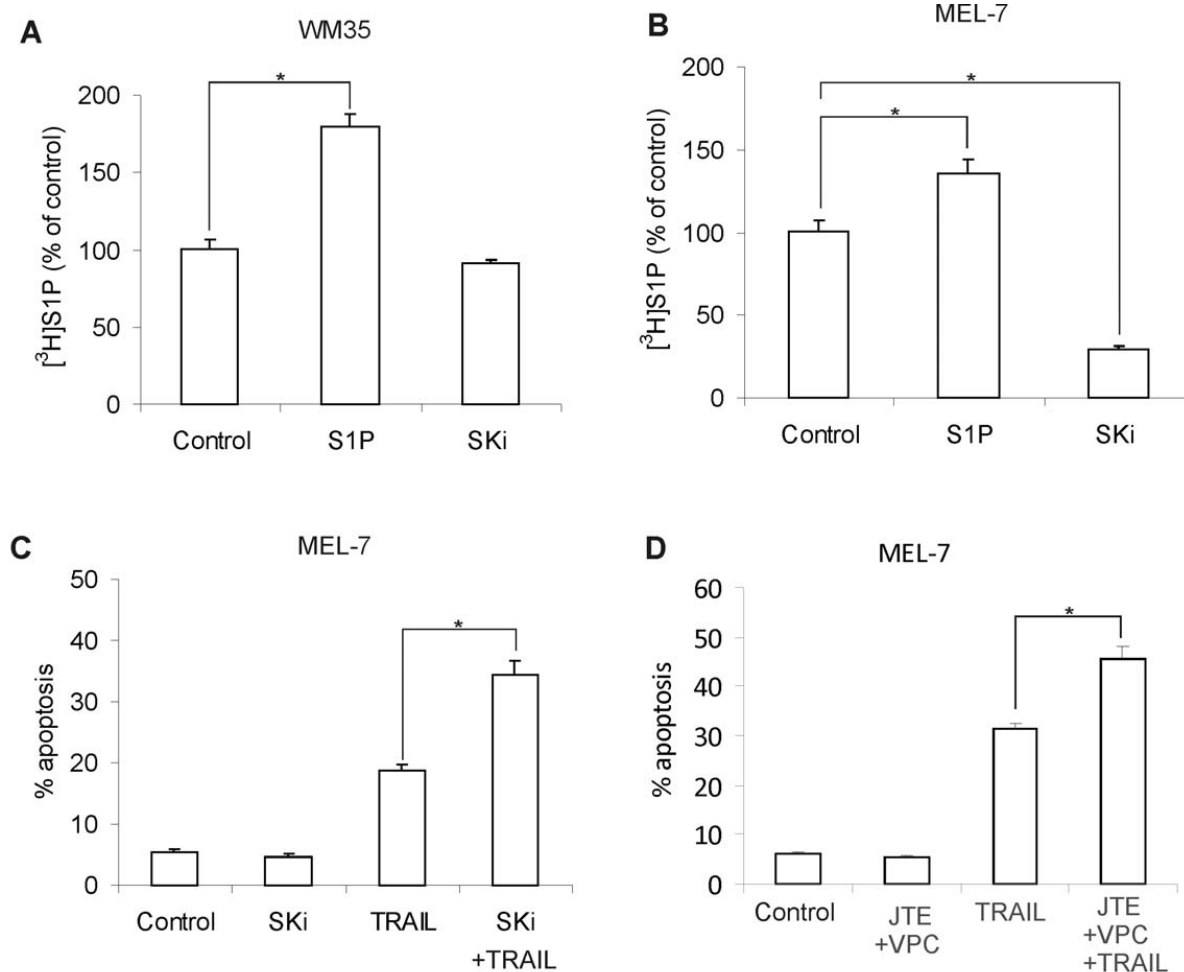 A
WM35
[³H]S1P (% of control)
200
150
100
50
0
*
Control
S1P
SKi
B
MEL-7
[³H]S1P (% of control)
200
150
100
50
0
*
*
Control
S1P
SKi
C
MEL-7
% apoptosis
50
40
30
20
10
0
*
Control
SKi
TRAIL
SKi
+TRAIL
D
MEL-7
% apoptosis
60
50
40
30
20
10
0
*
Control
JTE
+VPC
TRAIL
JTE
+VPC
+TRAIL